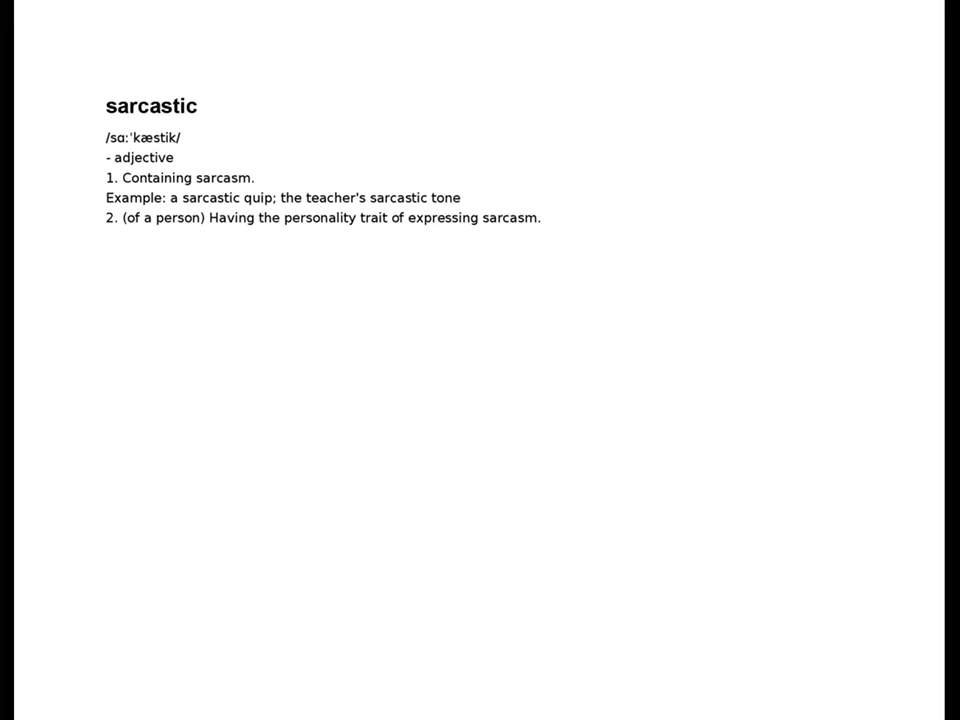 sarcastic
/sɑːˈkæstik/
- adjective
1. Containing sarcasm.
Example: a sarcastic quip; the teacher's sarcastic tone
2. (of a person) Having the personality trait of expressing sarcasm.